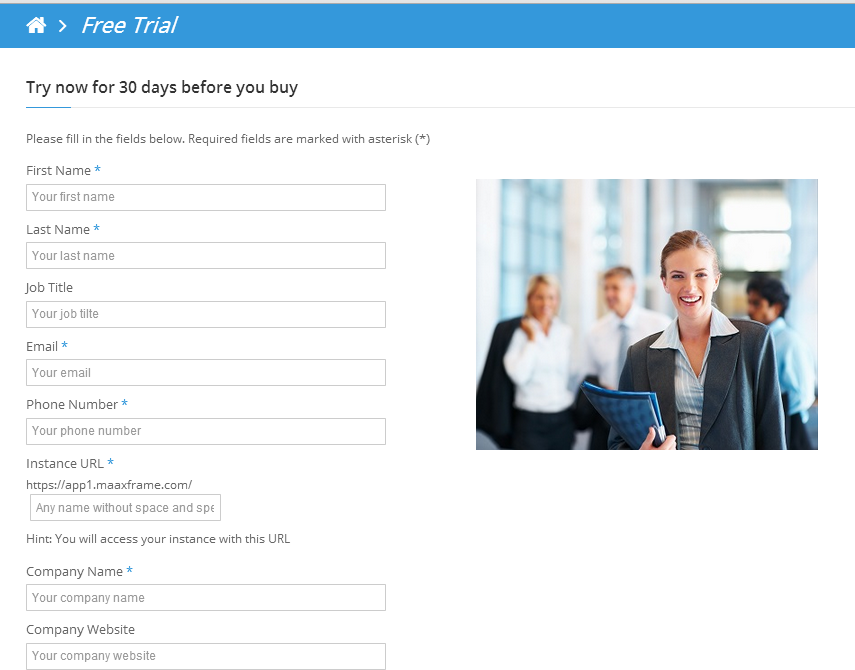 Free Trial
Try now for 30 days before you buy
Please fill in the fields below. Required fields are marked with asterisk (*)
First Name *
Your first name
Last Name *
Your last name
Job Title
Your job tilte
Email *
Your email
Phone Number *
Your phone number
Instance URL *
https://app1.maaxframe.com/
Any name without space and spe
Hint: You will access your instance with this URL
Company Name *
Your company name
Company Website
Your company website